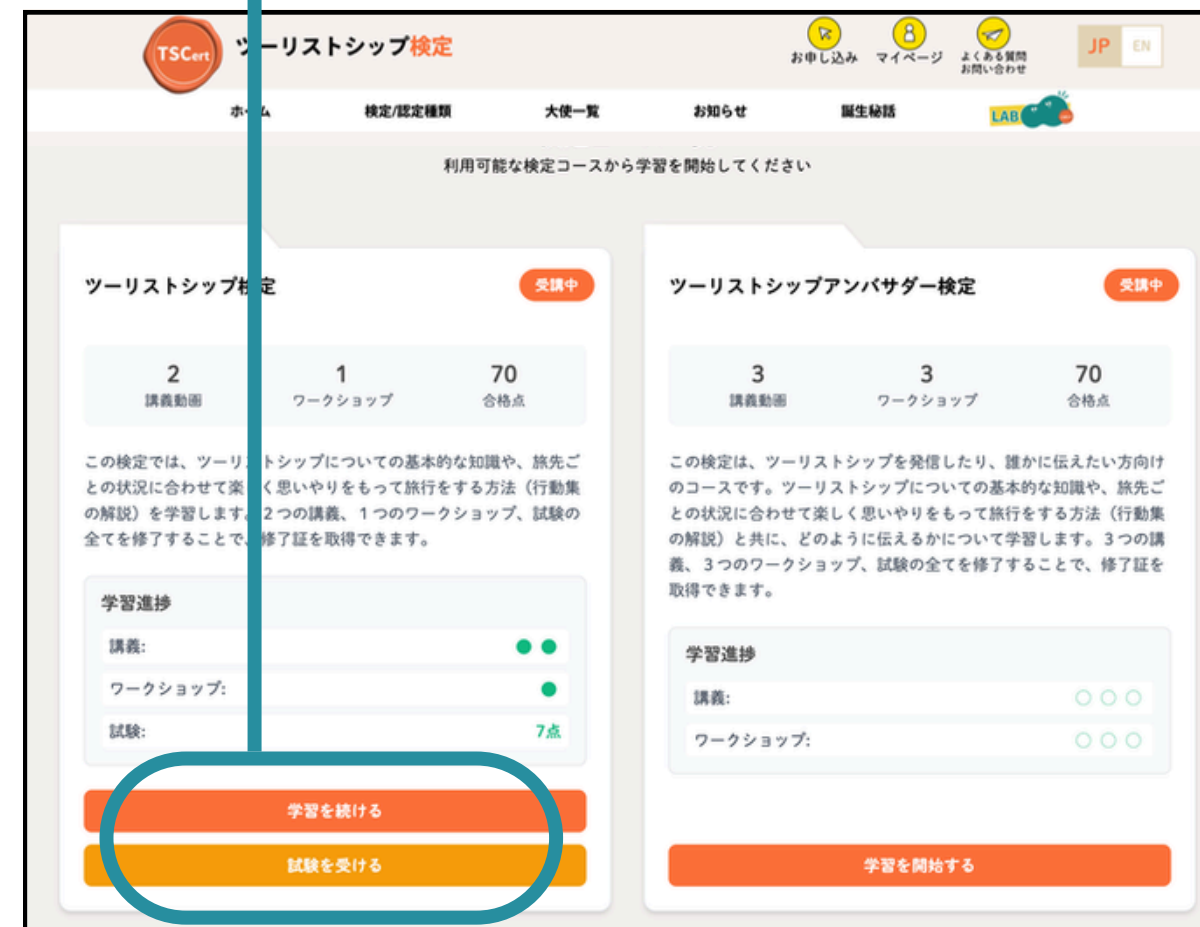 TSCert
ツーリストシップ検定
お申し込み
マイページ
よくある質問
お問い合わせ
JP EN
ホーム 検定/認定種類 大使一覧 お知らせ 誕生秘話 LAB
利用可能な検定コースから学習を開始してください
ツーリストシップ検定 受講中
2 1 70
講義動画 ワークショップ 合格点
この検定では、ツーリストシップについての基本的な知識や、旅先ご
との状況に合わせて楽しく思いやりをもって旅行をする方法(行動集
の解説)を学習します。2つの講義、1つのワークショップ、試験の
全てを修了することで、修了証を取得できます。
学習進捗
講義:
ワークショップ:
試験: 7点
学習を続ける
試験を受ける
ツーリストシップアンバサダー検定 受講中
3 3 70
講義動画 ワークショップ 合格点
この検定は、ツーリストシップを発信したり、誰かに伝えたい方向け
のコースです。ツーリストシップについての基本的な知識や、旅先ご
との状況に合わせて楽しく思いやりをもって旅行をする方法(行動集
の解説)と共に、どのように伝えるかについて学習します。3つの講
義、3つのワークショップ、試験の全てを修了することで、修了証を
取得できます。
学習進捗
講義:
ワークショップ:
学習を開始する